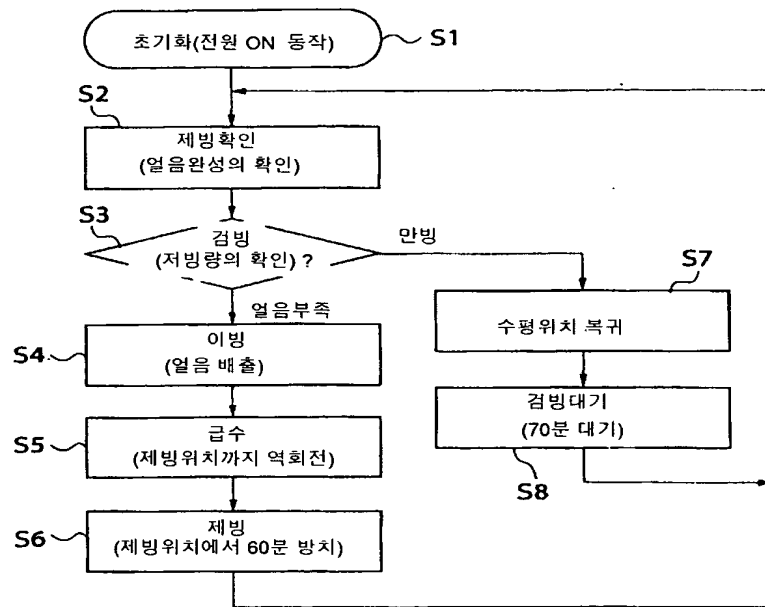 초기화(전원 ON 동작)
S1
S2
제빙확인
(얼음완성의 확인)
S3
검빙
(저빙량의 확인) ?
만빙
S7
얼음부족
수평위치 복귀
S4
이빙
(얼음 배출)
검빙대기
(70분 대기)
S8
S5
급수
(제빙위치까지 역회전)
S6
제빙
(제빙위치에서 60분 방치)